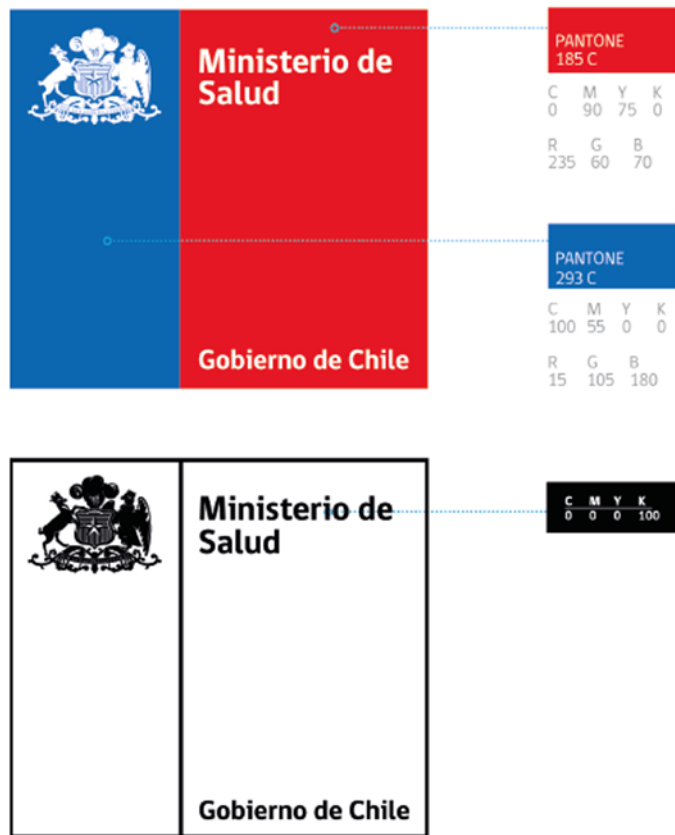 Ministerio de
Salud
Gobierno de Chile
PANTONE
185 C
C M Y K
0 90 75 0
R G B
235 60 70
PANTONE
293 C
C M Y K
100 55 0 0
R G B
15 105 180
Ministerio de
Salud
Gobierno de Chile
C M Y K
0 0 0 100